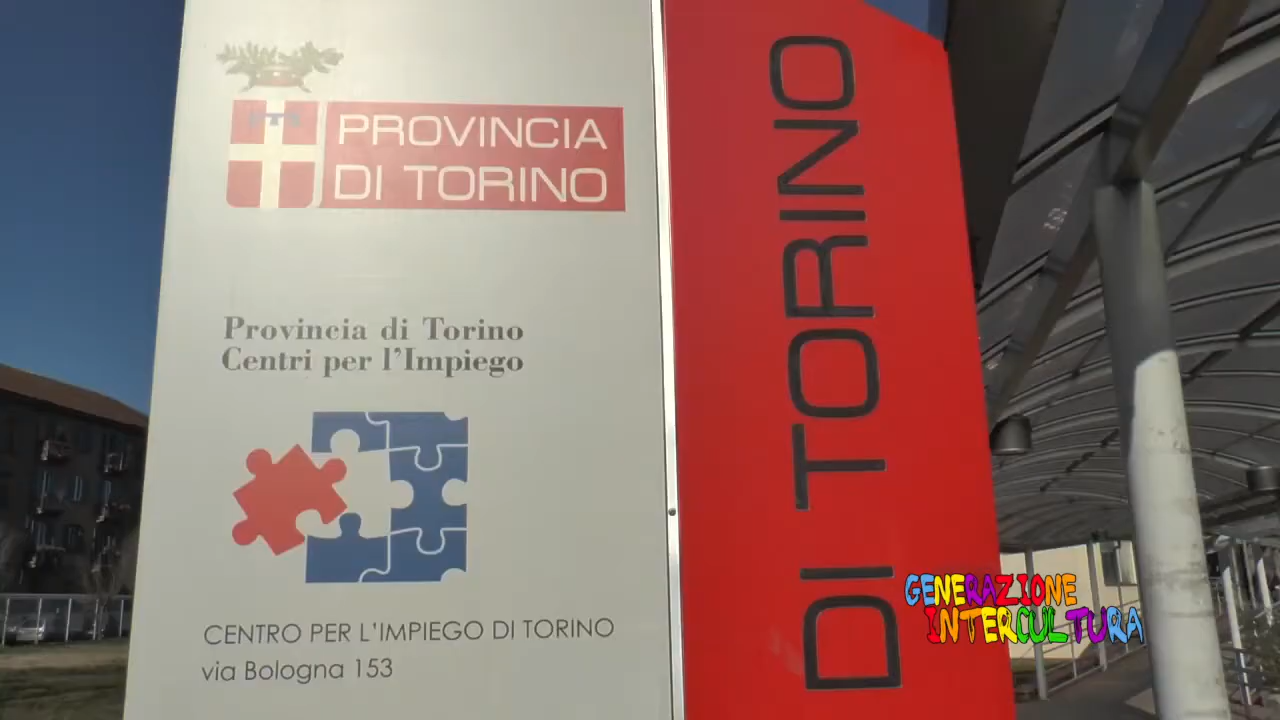 PROVINCIA
DI TORINO
Provincia di Torino
Centri per l'Impiego
CENTRO PER L'IMPIEGO DI TORINO
via Bologna 153
DI TORINO
GENERAZIONE
INTERCULTURA